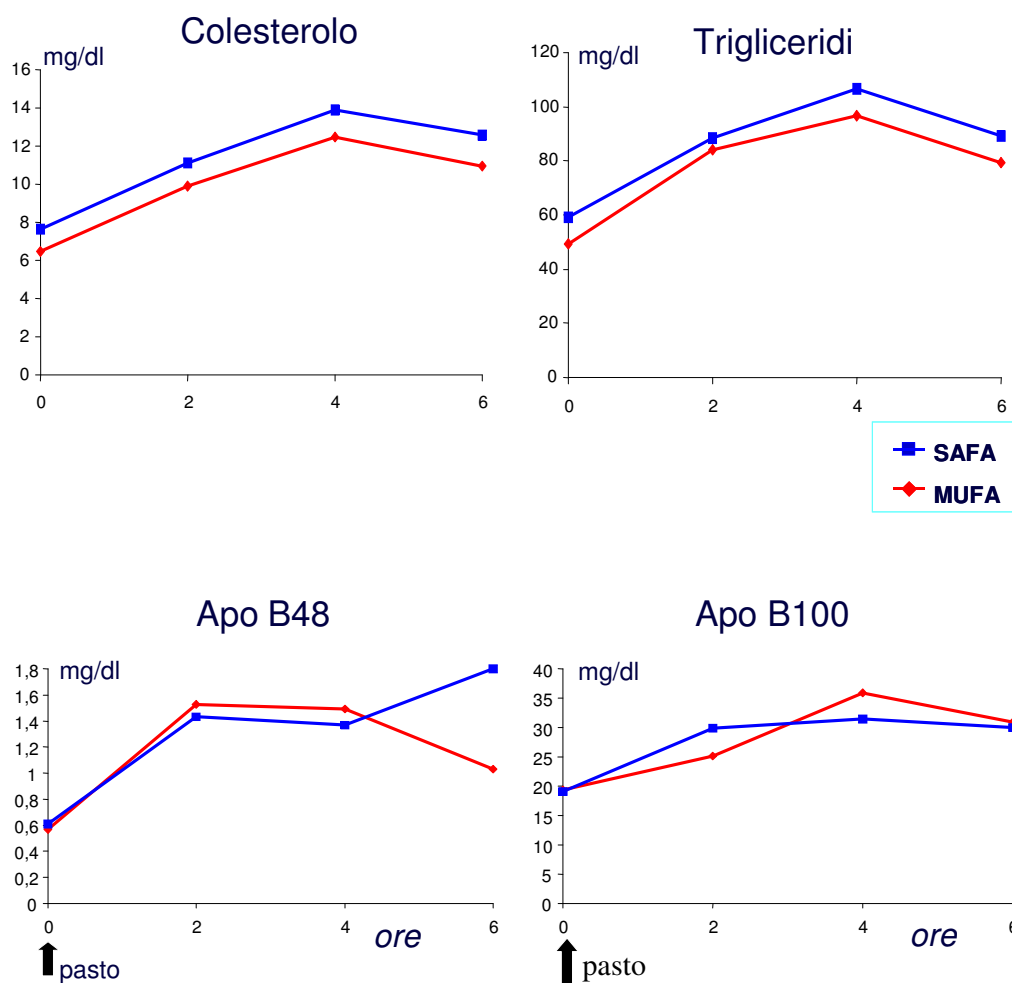 Colesterolo
mg/dl
16
14
12
10
8
6
4
2
0
0 2 4 6
Trigliceridi
mg/dl
120
100
80
60
40
20
0
0 2 4 6
SAFA
MUFA
Apo B48
mg/dl
1,8
1,6
1,4
1,2
1
0,8
0,6
0,4
0,2
0
0 2 4 6
ore
pasto
Apo B100
mg/dl
40
35
30
25
20
15
10
5
0
0 2 4 6
ore
pasto